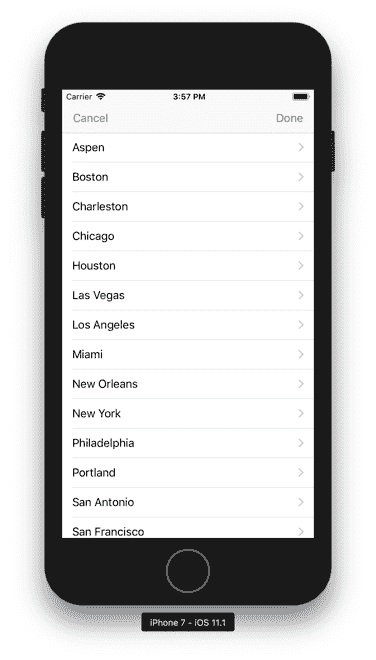 Carrier 3:57 PM
Cancel Done
Aspen
Boston
Charleston
Chicago
Houston
Las Vegas
Los Angeles
Miami
New Orleans
New York
Philadelphia
Portland
San Antonio
San Francisco
iPhone 7 - iOS 11.1